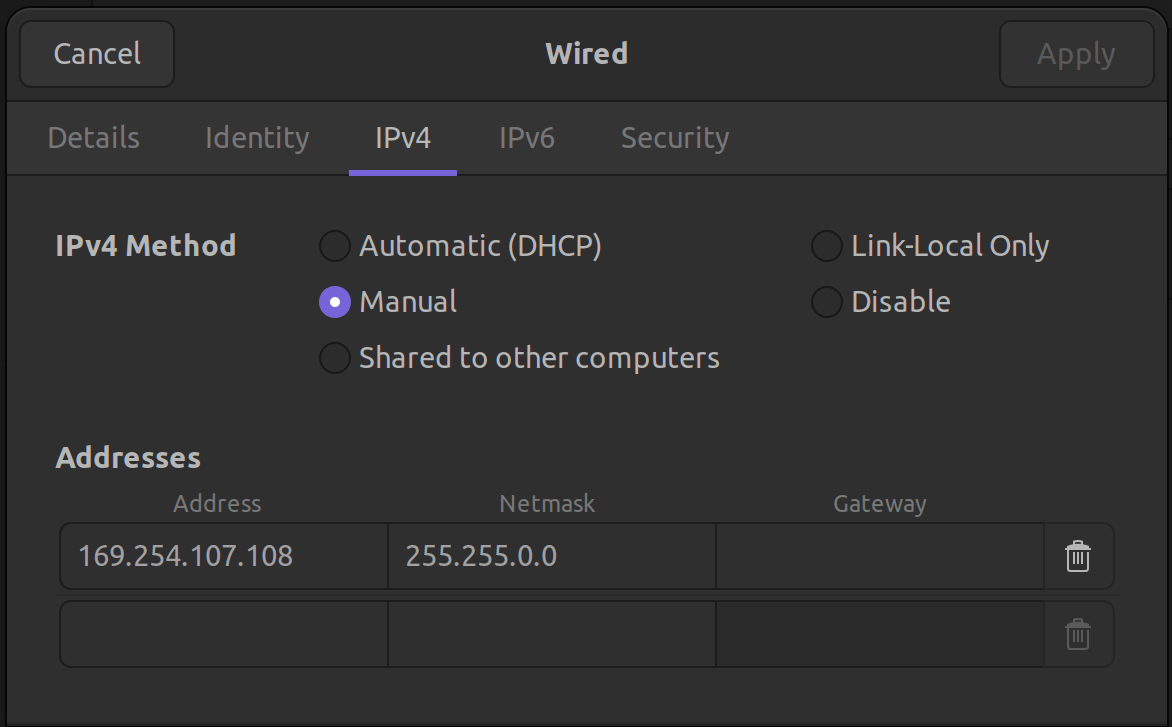 Cancel Wired Apply
Details Identity IPv4 IPv6 Security
IPv4 Method Automatic (DHCP) Link-Local Only
Manual Disable
Shared to other computers
Addresses
Address Netmask Gateway
169.254.107.108 255.255.0.0